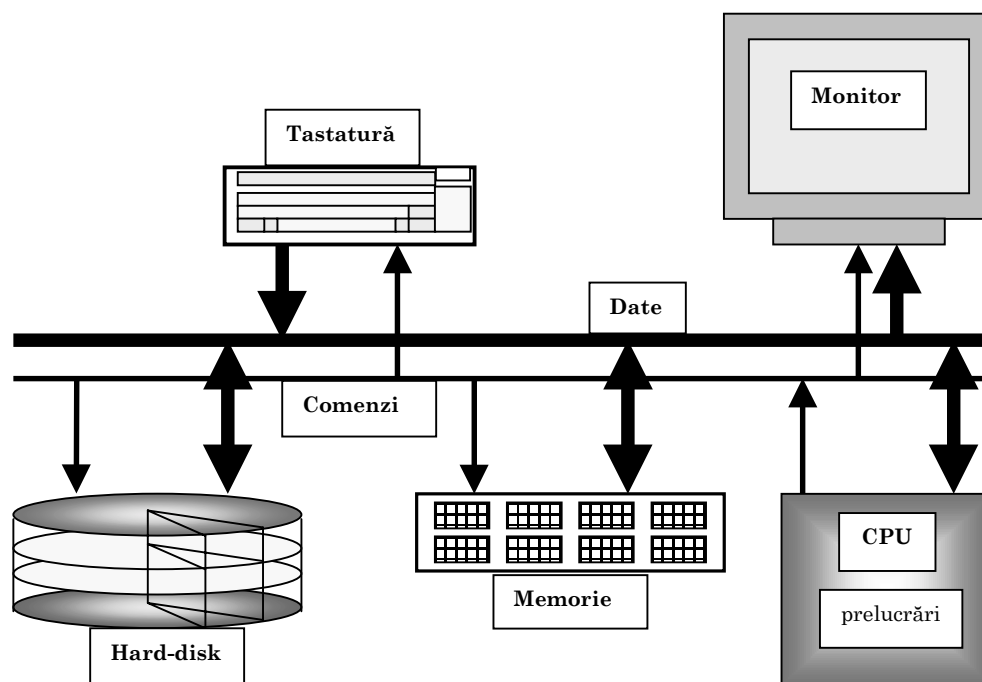 Monitor
Tastatură
Date
Comenzi
CPU
Memorie
prelucrări
Hard-disk